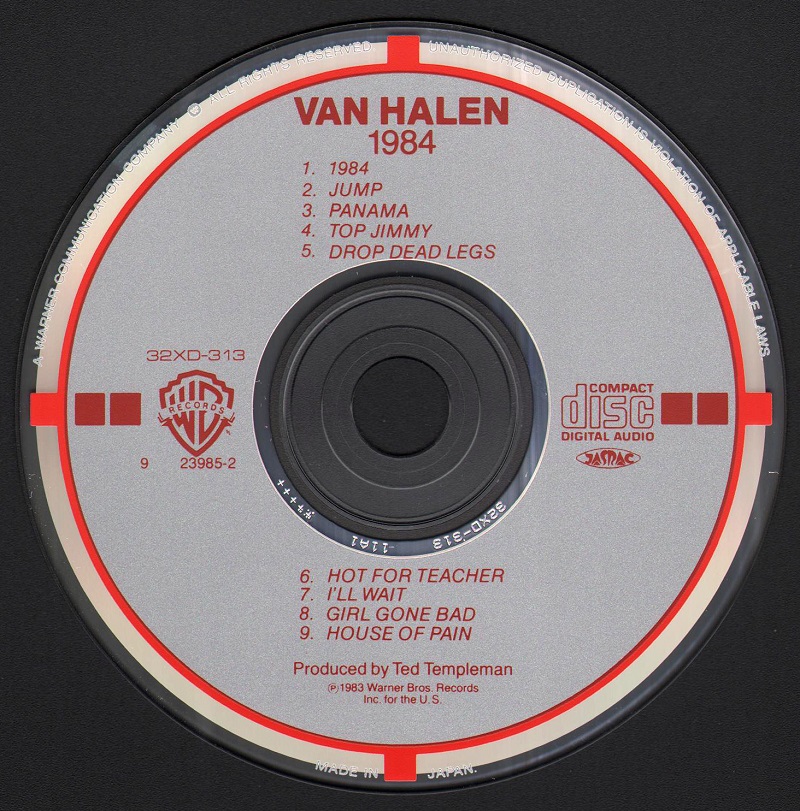 A WARNER COMMUNICATION COMPANY ALL RIGHTS RESERVED
UNAUTHORIZED DUPLICATION IS VIOLATION OF APPLICABLE LAWS
VAN HALEN
1984
1. 1984
2. JUMP
3. PANAMA
4. TOP JIMMY
5. DROP DEAD LEGS
32XD-313
RECORDS
9 23985-2
COMPACT
disc
DIGITAL AUDIO
JASRAC
32XD-313 -11A1 *++++
6. HOT FOR TEACHER
7. I'LL WAIT
8. GIRL GONE BAD
9. HOUSE OF PAIN
Produced by Ted Templeman
℗1983 Warner Bros. Records
Inc. for the U.S.
MADE IN JAPAN.